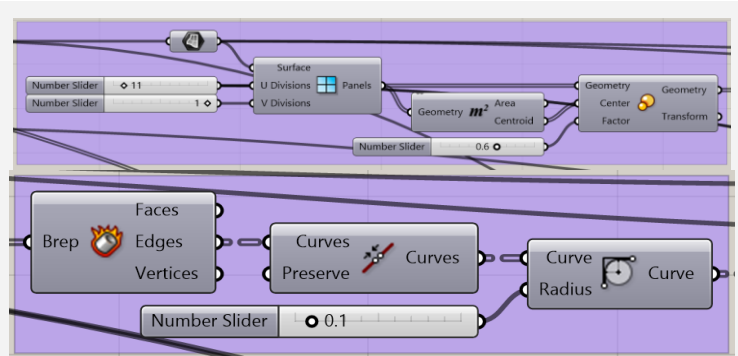 Surface
Number Slider 11 U Divisions Panels
Number Slider 1 V Divisions
Geometry Geometry
Geometry m² Area Center
Centroid Factor Transform
Number Slider 0.6
Faces
Brep Edges Curves Curves
Vertices Preserve
Curve Curve
Radius
Number Slider 0.1